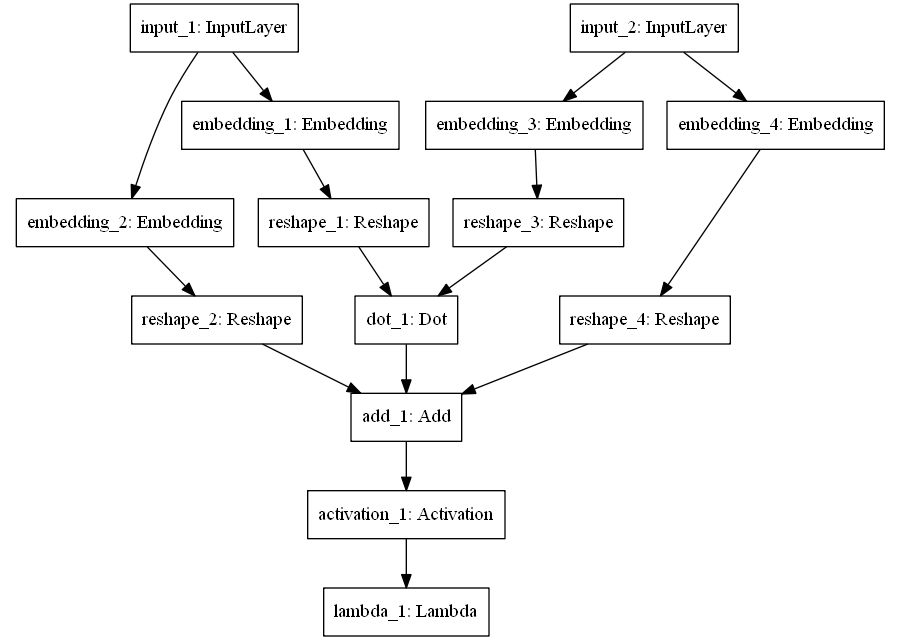 input_1: InputLayer
input_2: InputLayer
embedding_1: Embedding
embedding_3: Embedding
embedding_4: Embedding
embedding_2: Embedding
reshape_1: Reshape
reshape_3: Reshape
reshape_2: Reshape
dot_1: Dot
reshape_4: Reshape
add_1: Add
activation_1: Activation
lambda_1: Lambda